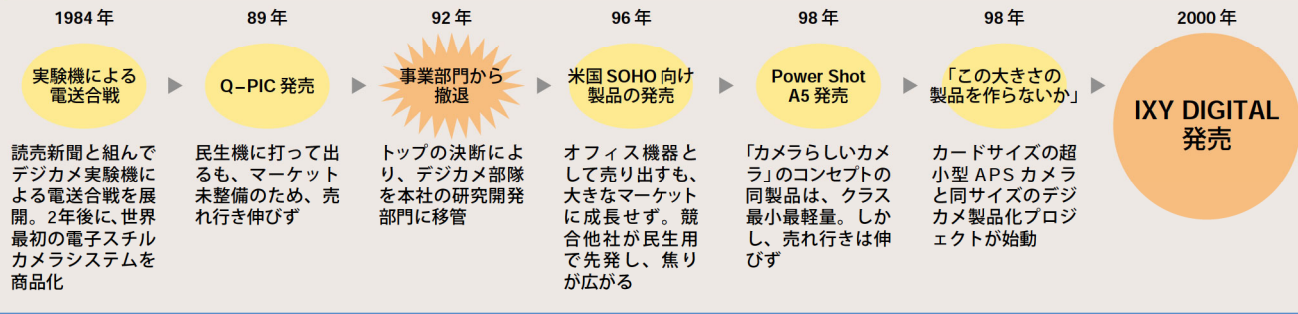 1984年
実験機による
電送合戦
読売新聞と組んで
デジカメ実験機に
よる電送合戦を展
開。2年後に、世界
最初の電子スチル
カメラシステムを
商品化
89年
Q−PIC 発売
民生機に打って出
るも、マーケット
未整備のため、売
れ行き伸びず
92年
事業部門から
撤退
トップの決断によ
り、デジカメ部隊
を本社の研究開発
部門に移管
96年
米国 SOHO 向け
製品の発売
オフィス機器と
して売り出すも、
大きなマーケット
に成長せず。競
合他社が民生用
で先発し、焦り
が広がる
98年
Power Shot
A5 発売
「カメラらしいカメ
ラ」のコンセプトの
同製品は、クラス
最小最軽量。しか
し、売れ行きは伸
びず
98年
「この大きさの
製品を作らないか」
カードサイズの超
小型 APS カメラ
と同サイズのデジ
カメ製品化プロジ
ェクトが始動
2000年
IXY DIGITAL
発売